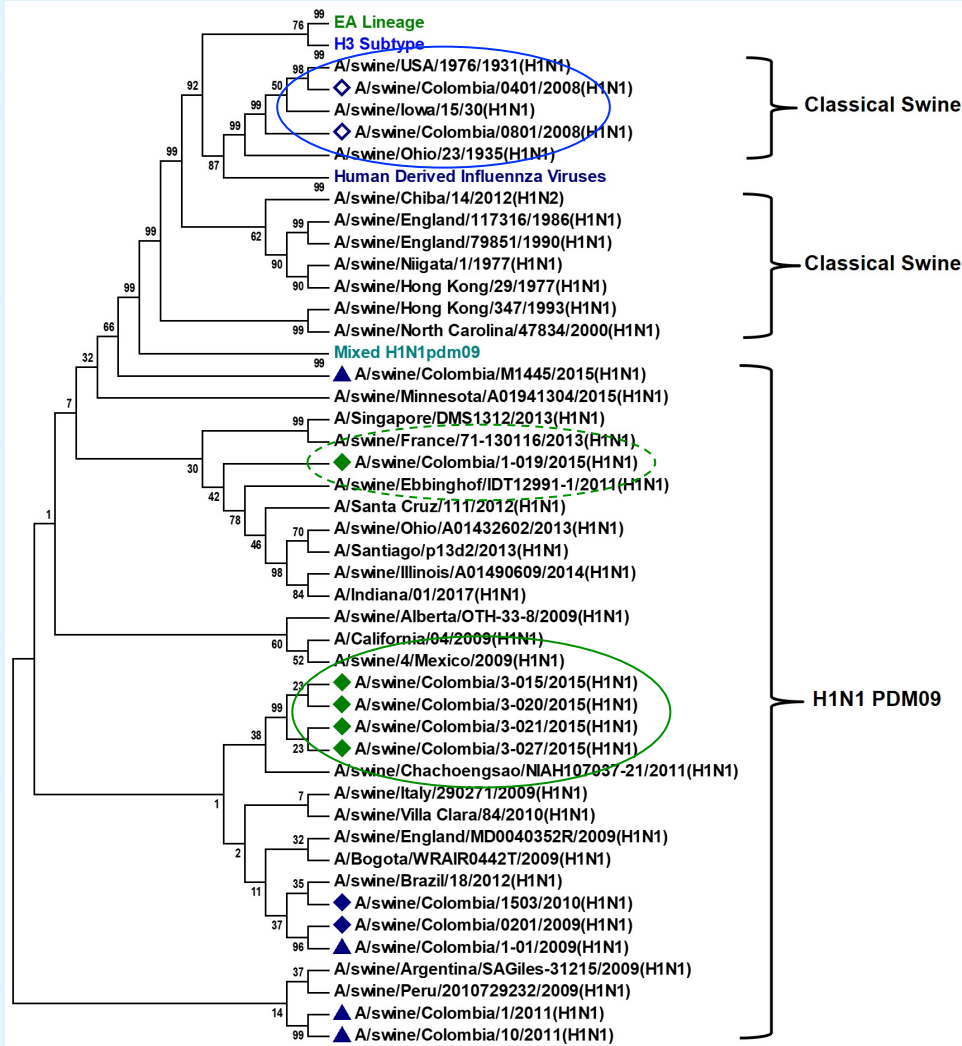 99
EA Lineage
76
H3 Subtype
99
A/swine/USA/1976/1931(H1N1)
98
A/swine/Colombia/0401/2008(H1N1)
50
A/swine/Iowa/15/30(H1N1)
99
A/swine/Colombia/0801/2008(H1N1)
99
A/swine/Ohio/23/1935(H1N1)
Classical Swine
92
87
Human Derived Influennza Viruses
99
99
A/swine/Chiba/14/2012(H1N2)
62
A/swine/England/117316/1986(H1N1)
99
A/swine/England/79851/1990(H1N1)
90
A/swine/Niigata/1/1977(H1N1)
A/swine/Hong Kong/29/1977(H1N1)
90
Classical Swine
99
A/swine/Hong Kong/347/1993(H1N1)
A/swine/North Carolina/47834/2000(H1N1)
99
99
Mixed H1N1pdm09
99
66
A/swine/Colombia/M1445/2015(H1N1)
32
A/swine/Minnesota/A01941304/2015(H1N1)
7
A/Singapore/DMS1312/2013(H1N1)
99
A/swine/France/71-130116/2013(H1N1)
30
A/swine/Colombia/1-019/2015(H1N1)
42
A/swine/Ebbinghof/IDT12991-1/2011(H1N1)
78
A/Santa Cruz/111/2012(H1N1)
46
A/swine/Ohio/A01432602/2013(H1N1)
70
A/Santiago/p13d2/2013(H1N1)
98
A/swine/Illinois/A01490609/2014(H1N1)
A/Indiana/01/2017(H1N1)
84
1
A/swine/Alberta/OTH-33-8/2009(H1N1)
60
A/California/04/2009(H1N1)
A/swine/4/Mexico/2009(H1N1)
52
A/swine/Colombia/3-015/2015(H1N1)
23
A/swine/Colombia/3-020/2015(H1N1)
99
A/swine/Colombia/3-021/2015(H1N1)
A/swine/Colombia/3-027/2015(H1N1)
23
38
A/swine/Chachoengsao/NIAH107037-21/2011(H1N1)
H1N1 PDM09
1
A/swine/Italy/290271/2009(H1N1)
7
A/swine/Villa Clara/84/2010(H1N1)
2
A/swine/England/MD0040352R/2009(H1N1)
32
A/Bogota/WRAIR0442T/2009(H1N1)
11
A/swine/Brazil/18/2012(H1N1)
35
A/swine/Colombia/1503/2010(H1N1)
37
A/swine/Colombia/0201/2009(H1N1)
A/swine/Colombia/1-01/2009(H1N1)
96
A/swine/Argentina/SAGiles-31215/2009(H1N1)
37
A/swine/Peru/2010729232/2009(H1N1)
14
A/swine/Colombia/1/2011(H1N1)
A/swine/Colombia/10/2011(H1N1)
99